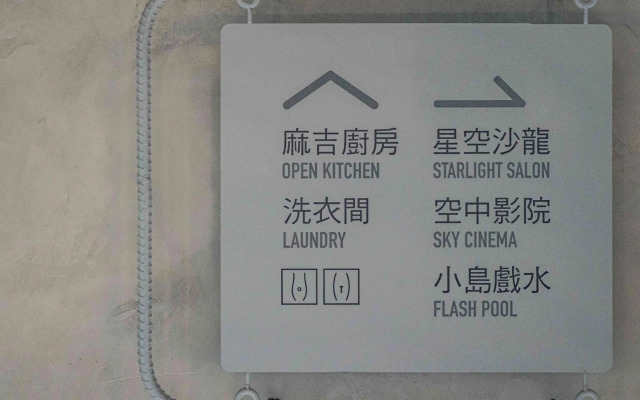 麻吉廚房
OPEN KITCHEN
洗衣間
LAUNDRY
星空沙龍
STARLIGHT SALON
空中影院
SKY CINEMA
小島戲水
FLASH POOL